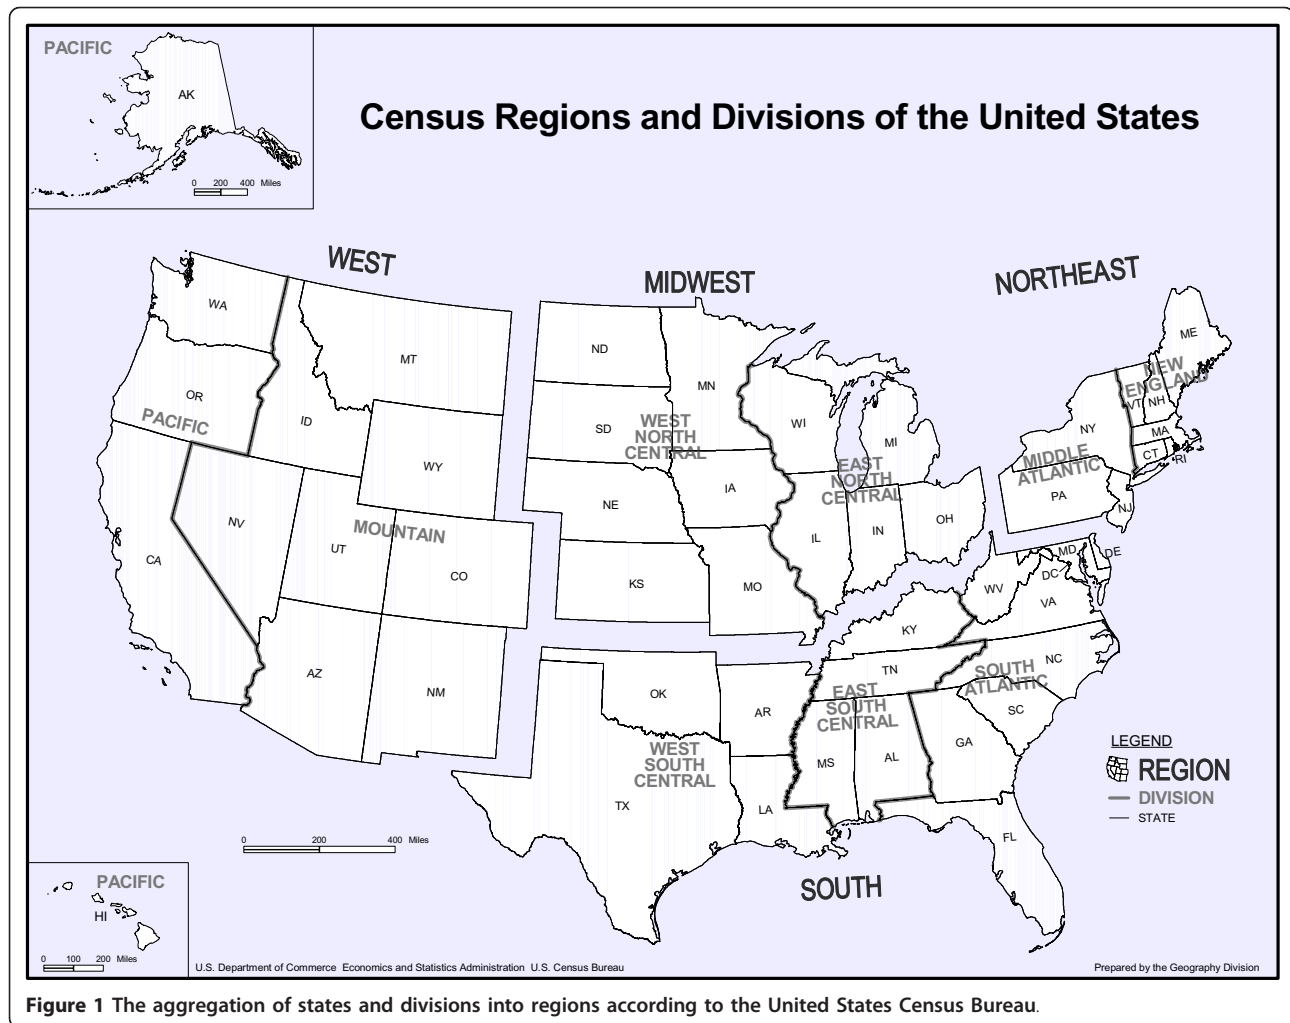 PACIFIC
AK
0 200 400 Miles
Census Regions and Divisions of the United States
WEST
MIDWEST
NORTHEAST
WA
MT
ND
MN
ME
OR
ID
SD
WI
MI
NY
VT
NH
MA
CT
RI
PACIFIC
WEST
NORTH
CENTRAL
EAST
NORTH
CENTRAL
MIDDLE
ATLANTIC
NEW
ENGLAND
WY
NE
IA
PA
NJ
NV
UT
MOUNTAIN
CO
KS
MO
IL
IN
OH
CA
WV
MD
DE
DC
VA
KY
AZ
NM
OK
AR
TN
NC
SOUTH
ATLANTIC
SC
EAST
SOUTH
CENTRAL
WEST
SOUTH
CENTRAL
MS
AL
GA
TX
LA
FL
LEGEND
REGION
DIVISION
STATE
0 200 400 Miles
SOUTH
PACIFIC
HI
0 100 200 Miles
U.S. Department of Commerce Economics and Statistics Administration U.S. Census Bureau
Prepared by the Geography Division
Figure 1 The aggregation of states and divisions into regions according to the United States Census Bureau.